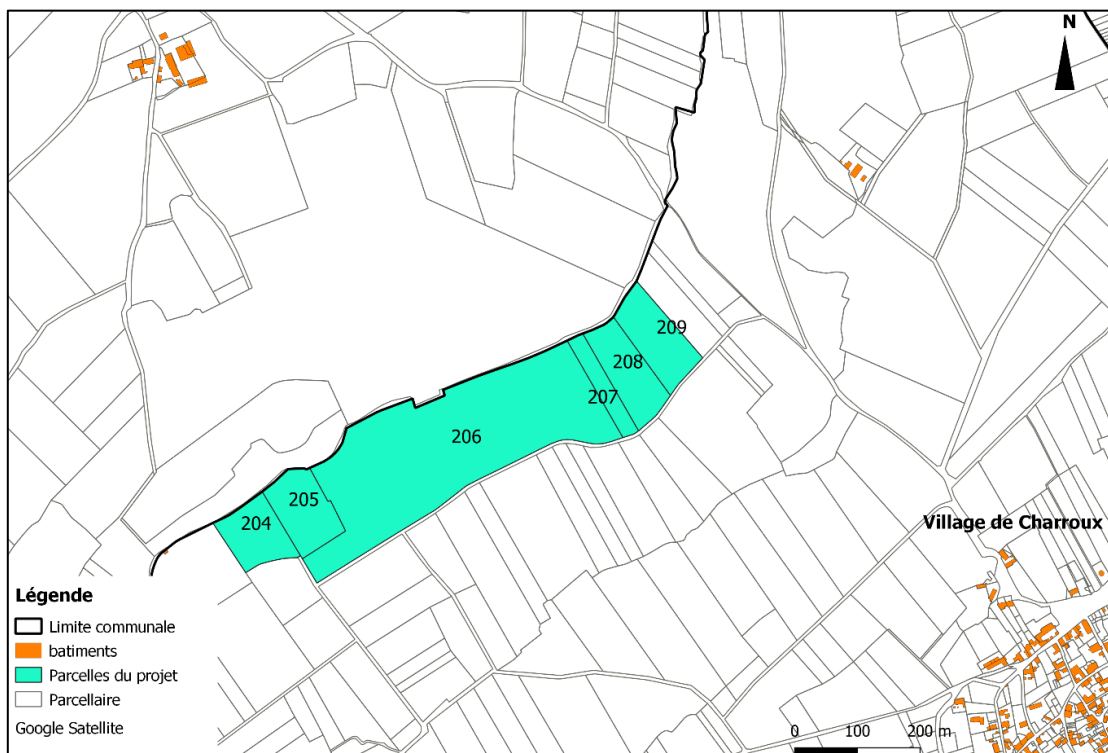 N
209
208
207
206
205
204
Village de Charroux
Légende
Limite communale
batiments
Parcelles du projet
Parcellaire
Google Satellite
0 100 200 m